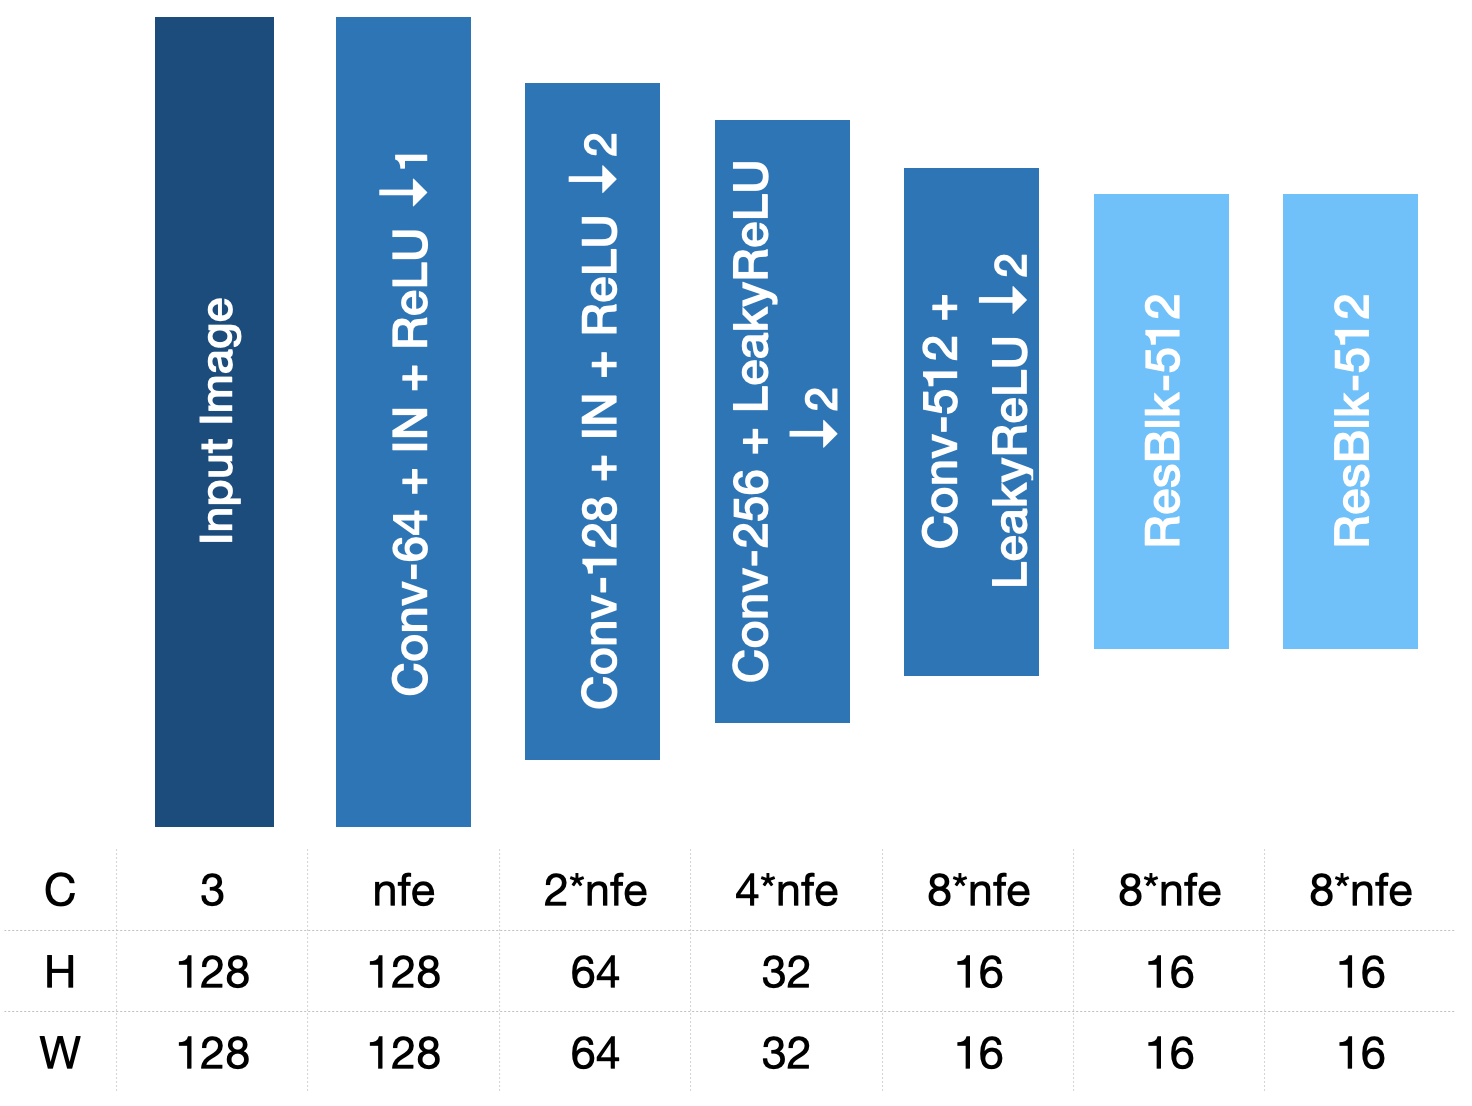 Input Image
Conv-64 + IN + ReLU ↓1
Conv-128 + IN + ReLU ↓2
Conv-256 + LeakyReLU
↓2
Conv-512 +
LeakyReLU ↓2
ResBlk-512
ResBlk-512
C 3 nfe 2*nfe 4*nfe 8*nfe 8*nfe 8*nfe
H 128 128 64 32 16 16 16
W 128 128 64 32 16 16 16